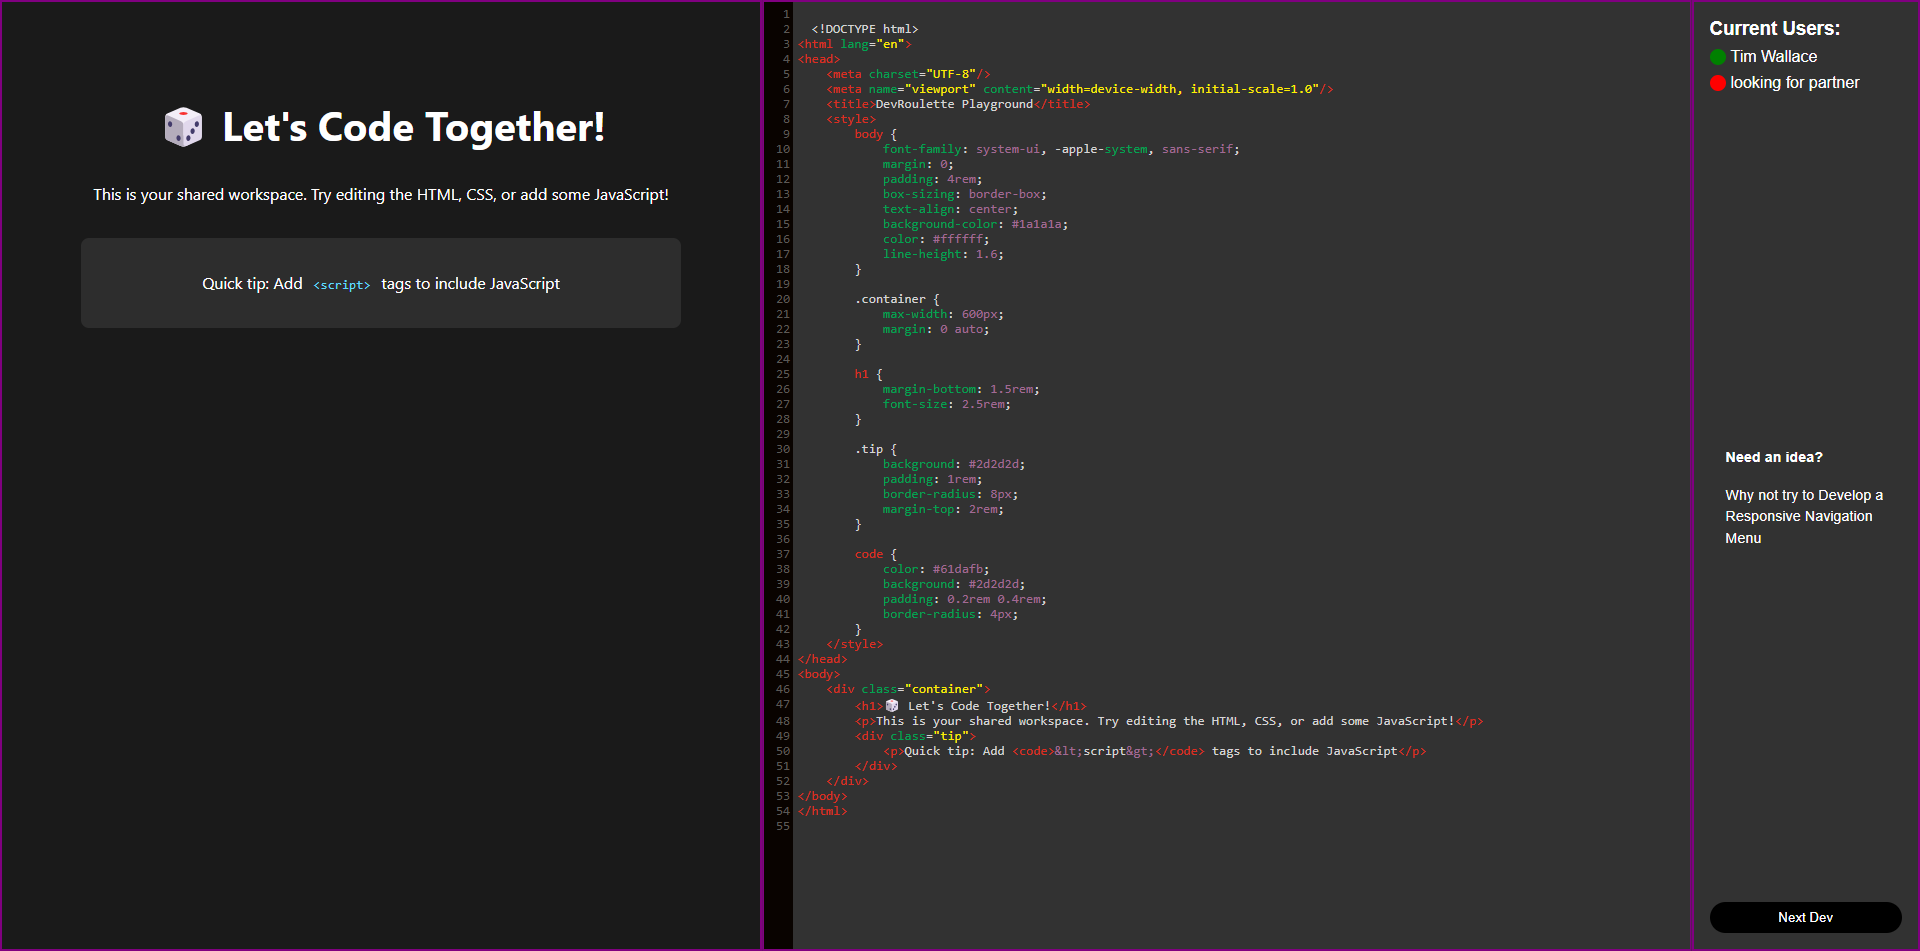 🎲 Let's Code Together!
This is your shared workspace. Try editing the HTML, CSS, or add some JavaScript!
Quick tip: Add <script> tags to include JavaScript
1
2 <!DOCTYPE html>
3 <html lang="en">
4 <head>
5 <meta charset="UTF-8"/>
6 <meta name="viewport" content="width=device-width, initial-scale=1.0"/>
7 <title>DevRoulette Playground</title>
8 <style>
9 body {
10 font-family: system-ui, -apple-system, sans-serif;
11 margin: 0;
12 padding: 4rem;
13 box-sizing: border-box;
14 text-align: center;
15 background-color: #1a1a1a;
16 color: #ffffff;
17 line-height: 1.6;
18 }
19
20 .container {
21 max-width: 600px;
22 margin: 0 auto;
23 }
24
25 h1 {
26 margin-bottom: 1.5rem;
27 font-size: 2.5rem;
28 }
29
30 .tip {
31 background: #2d2d2d;
32 padding: 1rem;
33 border-radius: 8px;
34 margin-top: 2rem;
35 }
36
37 code {
38 color: #61dafb;
39 background: #2d2d2d;
40 padding: 0.2rem 0.4rem;
41 border-radius: 4px;
42 }
43 </style>
44 </head>
45 <body>
46 <div class="container">
47 <h1>🎲 Let's Code Together!</h1>
48 <p>This is your shared workspace. Try editing the HTML, CSS, or add some JavaScript!</p>
49 <div class="tip">
50 <p>Quick tip: Add <code>&lt;script&gt;</code> tags to include JavaScript</p>
51 </div>
52 </div>
53 </body>
54 </html>
55
Current Users:
Tim Wallace
looking for partner
Need an idea?
Why not try to Develop a
Responsive Navigation
Menu
Next Dev